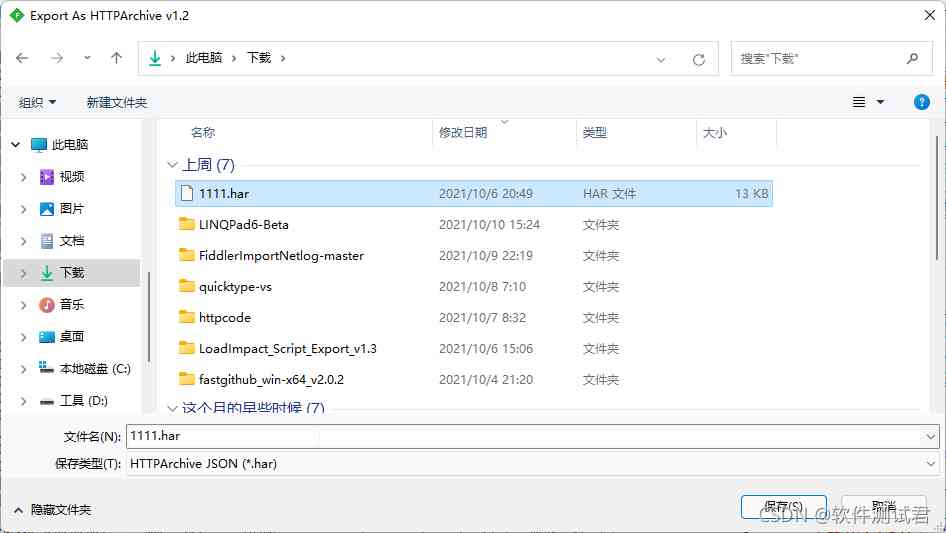 Export As HTTPArchive v1.2
此电脑 > 下载 >
搜索"下载"
组织 新建文件夹
名称 修改日期 类型 大小
此电脑
视频
图片
文档
下载
音乐
桌面
本地磁盘 (C:)
工具 (D:)
上周 (7)
1111.har 2021/10/6 20:49 HAR 文件 13 KB
LINQPad6-Beta 2021/10/10 15:24 文件夹
FiddlerImportNetlog-master 2021/10/9 22:19 文件夹
quicktype-vs 2021/10/8 7:10 文件夹
httpcode 2021/10/7 8:32 文件夹
LoadImpact_Script_Export_v1.3 2021/10/6 15:06 文件夹
fastgithub_win-x64_v2.0.2 2021/10/4 21:20 文件夹
这个月的早些时候 (7)
文件名(N): 1111.har
保存类型(T): HTTPArchive JSON (*.har)
隐藏文件夹
保存(S) 取消
CSDN @软件测试君